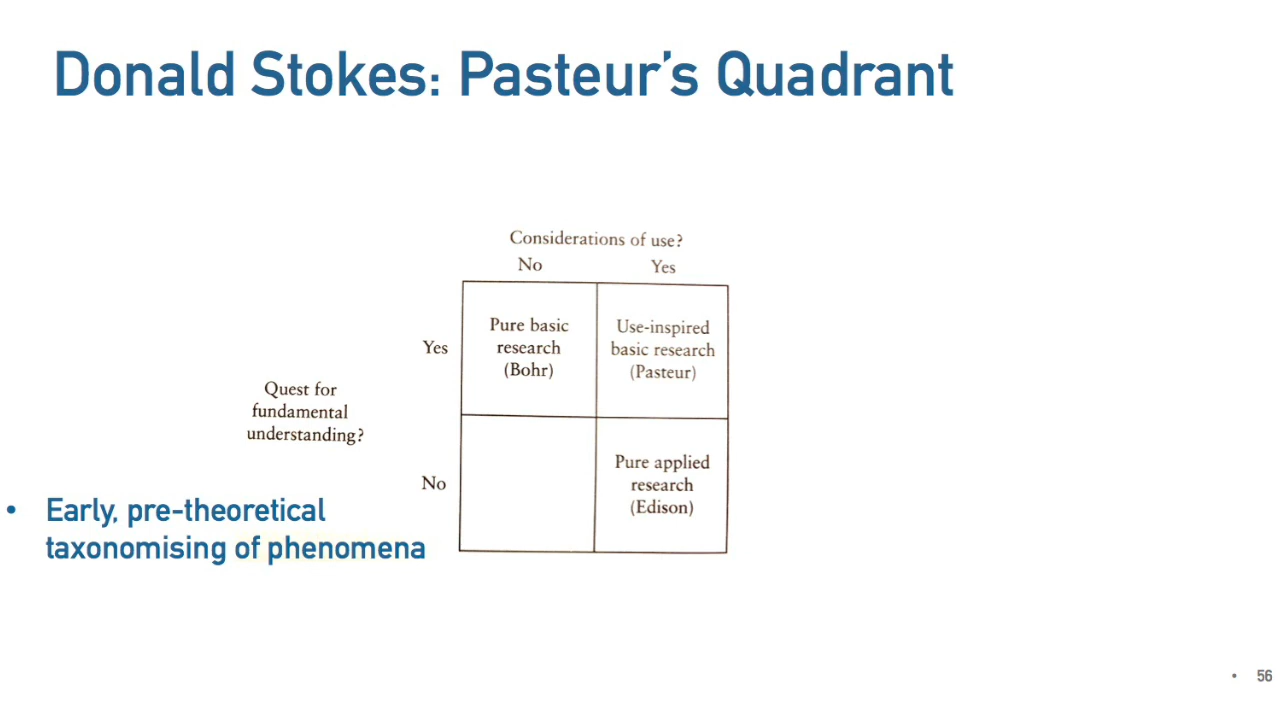 Donald Stokes: Pasteur's Quadrant
Considerations of use?
No Yes
Pure basic
research
(Bohr)
Use-inspired
basic research
(Pasteur)
Yes
Quest for
fundamental
understanding?
No
Pure applied
research
(Edison)
• Early, pre-theoretical
taxonomising of phenomena
• 56